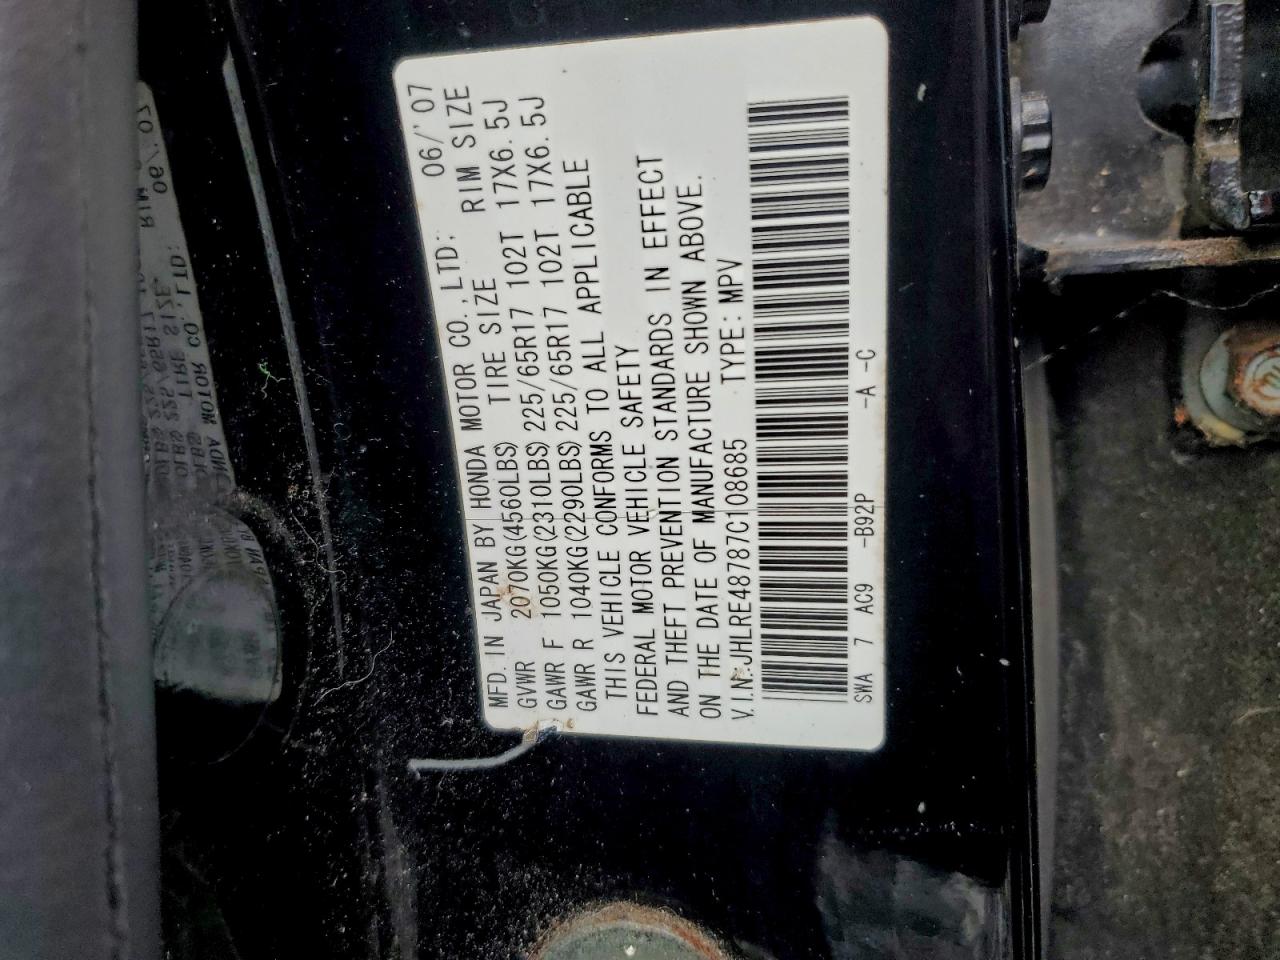 MFD. IN JAPAN BY HONDA MOTOR CO.,LTD: 06/'07
GVWR 2070KG(4560LBS) TIRE SIZE RIM SIZE
GAWR F 1050KG(2310LBS) 225/65R17 102T 17X6.5J
GAWR R 1040KG(2290LBS) 225/65R17 102T 17X6.5J
THIS VEHICLE CONFORMS TO ALL APPLICABLE
FEDERAL MOTOR VEHICLE SAFETY
AND THEFT PREVENTION STANDARDS IN EFFECT
ON THE DATE OF MANUFACTURE SHOWN ABOVE.
V.I.N:JHLRE48787C108685 TYPE:MPV
SWA 7 AC9 -B92P -A -C